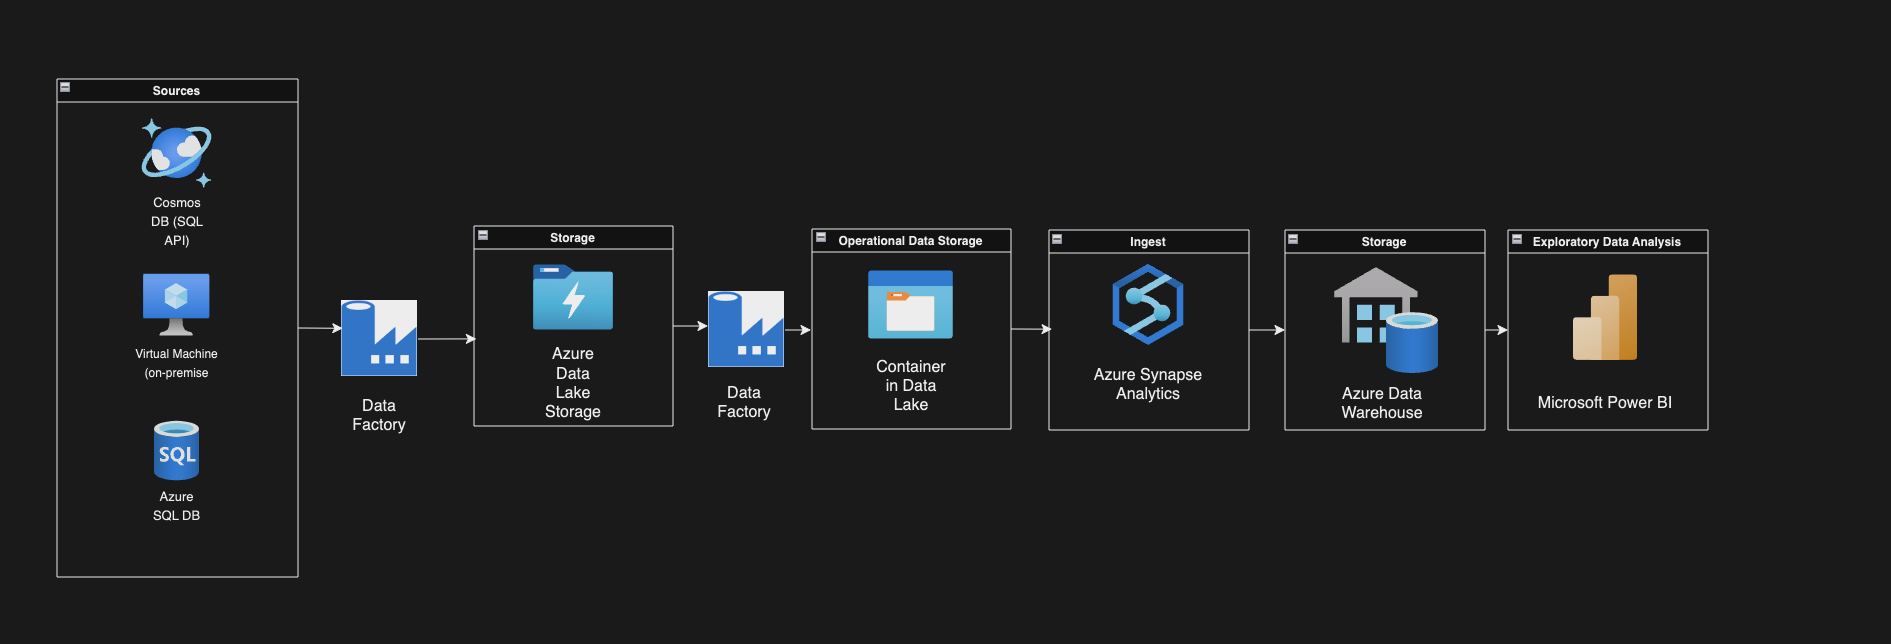 Sources
Cosmos
DB (SQL
API)
Virtual Machine
(on-premise
SQL
Azure
SQL DB
Data
Factory
Storage
Azure
Data
Lake
Storage
Data
Factory
Operational Data Storage
Container
in Data
Lake
Ingest
Azure Synapse
Analytics
Storage
Azure Data
Warehouse
Exploratory Data Analysis
Microsoft Power BI